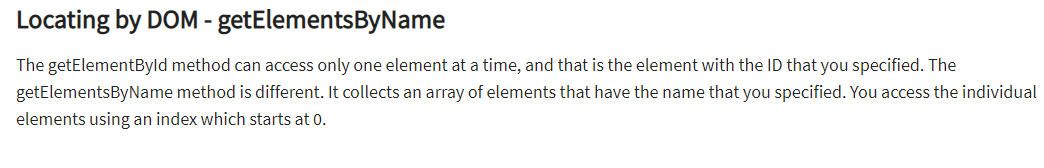 Locating by DOM - getElementsByName
The getElementById method can access only one element at a time, and that is the element with the ID that you specified. The
getElementsByName method is different. It collects an array of elements that have the name that you specified. You access the individual
elements using an index which starts at 0.